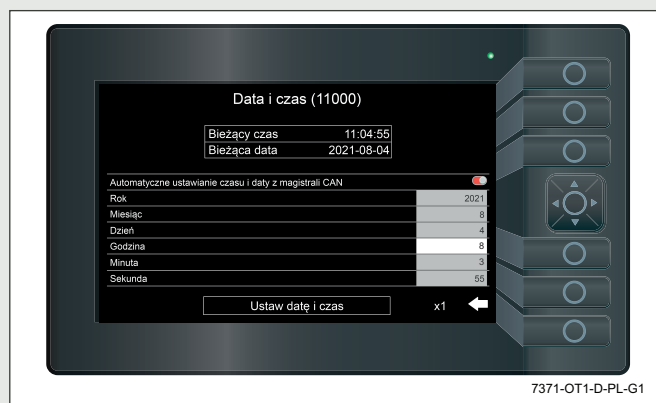 Data i czas (11000)
Bieżący czas 11:04:55
Bieżąca data 2021-08-04
Automatyczne ustawianie czasu i daty z magistrali CAN
Rok 2021
Miesiąc 8
Dzień 4
Godzina 8
Minuta 3
Sekunda 55
Ustaw datę i czas x1
7371-OT1-D-PL-G1